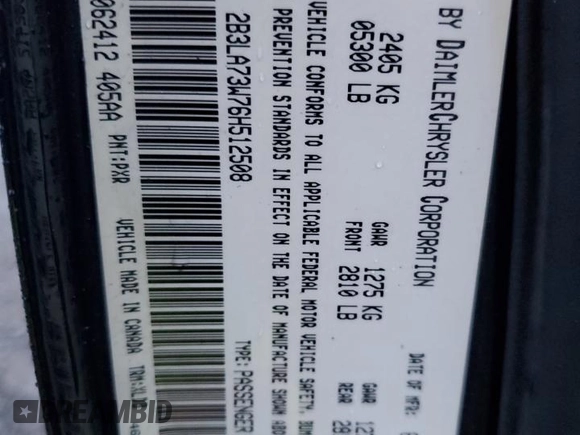 BY DAIMLERCHRYSLER CORPORATION DATE OF MFR:
2405 KG GAWR 1275 KG
05300 LB FRONT 2810 LB REAR
VEHICLE CONFORMS TO ALL APPLICABLE FEDERAL MOTOR VEHICLE SAFETY,
PREVENTION STANDARDS IN EFFECT ON THE DATE OF MANUFACTURE SHOWN
2B3LA73W76H512508 TYPE: PASSENGER
062412 405AA PNT:PXR VEHICLE MADE IN CANADA
DREAMBID